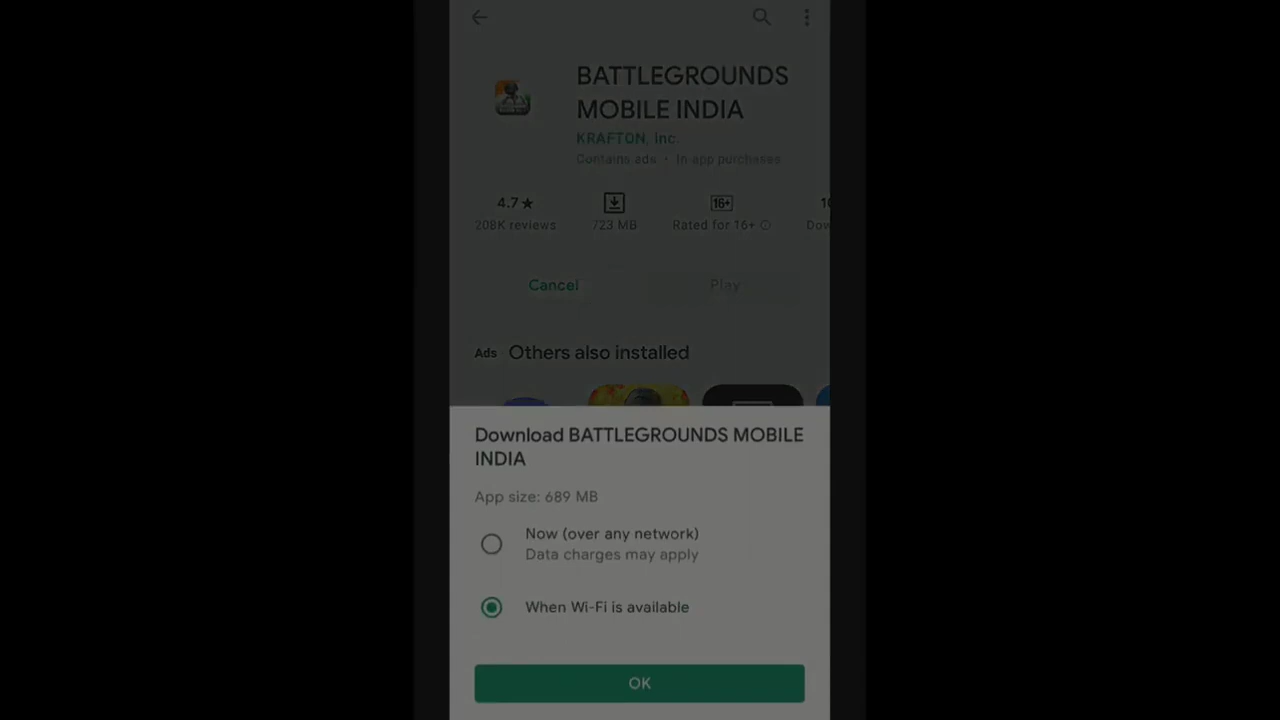 BATTLEGROUNDS
MOBILE INDIA
KRAFTON, Inc.
Contains ads • In-app purchases
4.7★
208K reviews
723 MB
16+
Rated for 16+
10
Dow
Cancel
Play
Ads Others also installed
Download BATTLEGROUNDS MOBILE
INDIA
App size: 689 MB
Now (over any network)
Data charges may apply
When Wi-Fi is available
OK